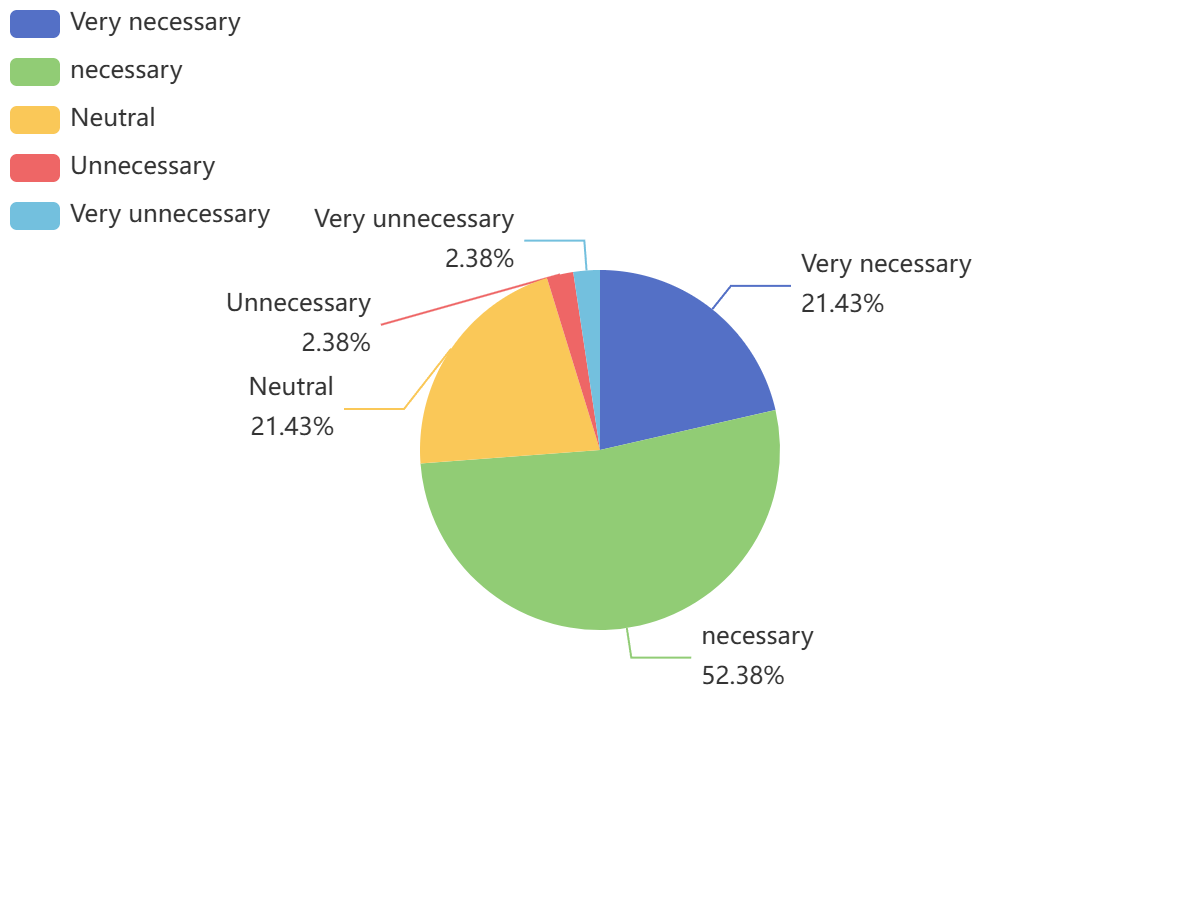 Very necessary
necessary
Neutral
Unnecessary
Very unnecessary
Very unnecessary
2.38%
Very necessary
21.43%
Unnecessary
2.38%
Neutral
21.43%
necessary
52.38%